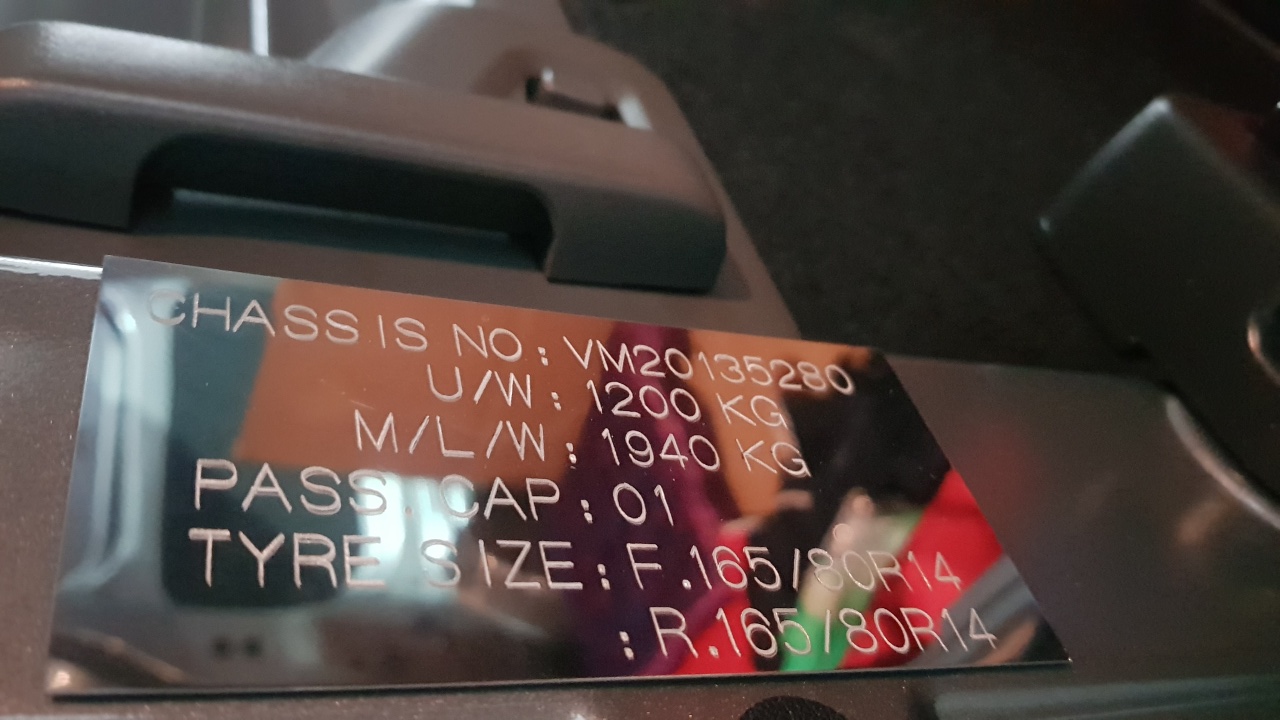 CHASSIS NO: VM20135280
U/W: 1200 KG
M/L/W: 1940 KG
PASS. CAP: 01
TYRE SIZE: F.165/80R14
: R.165/80R14